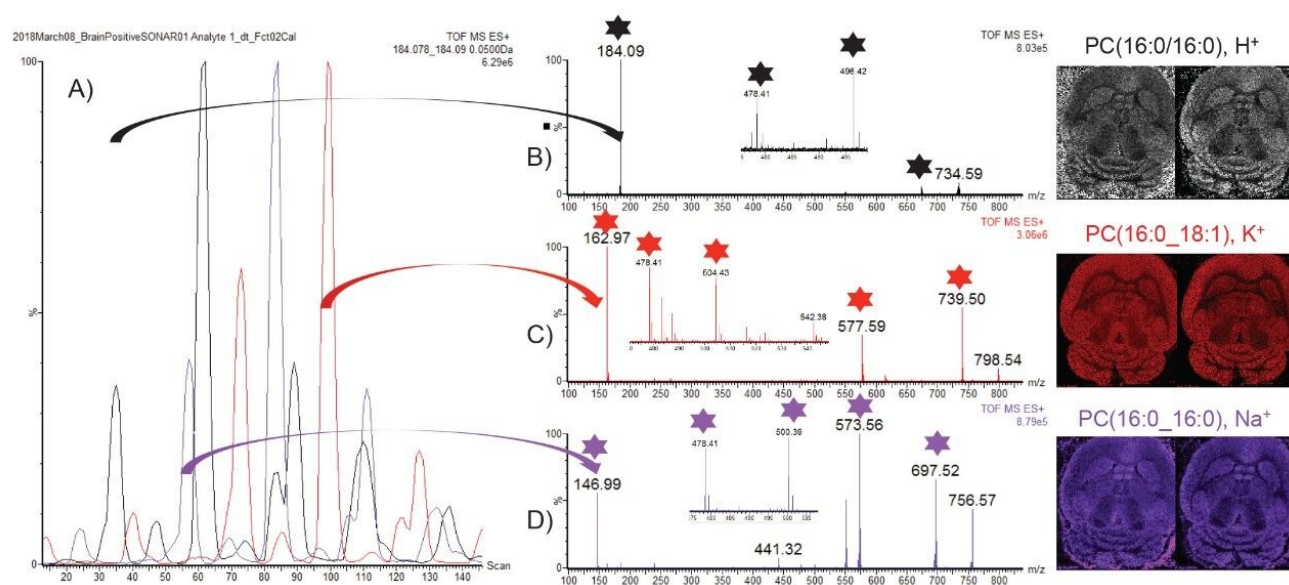 2018March08_BrainPositiveSONAR01 Analyte 1_dt_Fct02Cal
TOF MS ES+
184.078_184.09 0.0500Da
6.29e6
A)
100
%
0
20 30 40 50 60 70 80 90 100 110 120 130 140
Scan
TOF MS ES+
8.03e5
184.09
478.41
496.42
734.59
B)
100
%
0
100 150 200 250 300 350 400 450 500 550 600 650 700 750 800
m/z
TOF MS ES+
3.06e6
162.97
478.41
604.43
542.38
577.59
739.50
798.54
C)
100
%
0
100 150 200 250 300 350 400 450 500 550 600 650 700 750 800
m/z
TOF MS ES+
8.79e5
146.99
478.41
500.39
573.56
697.52
756.57
441.32
D)
100
%
0
100 150 200 250 300 350 400 450 500 550 600 650 700 750 800
m/z
PC(16:0/16:0), H⁺
PC(16:0_18:1), K⁺
PC(16:0_16:0), Na⁺